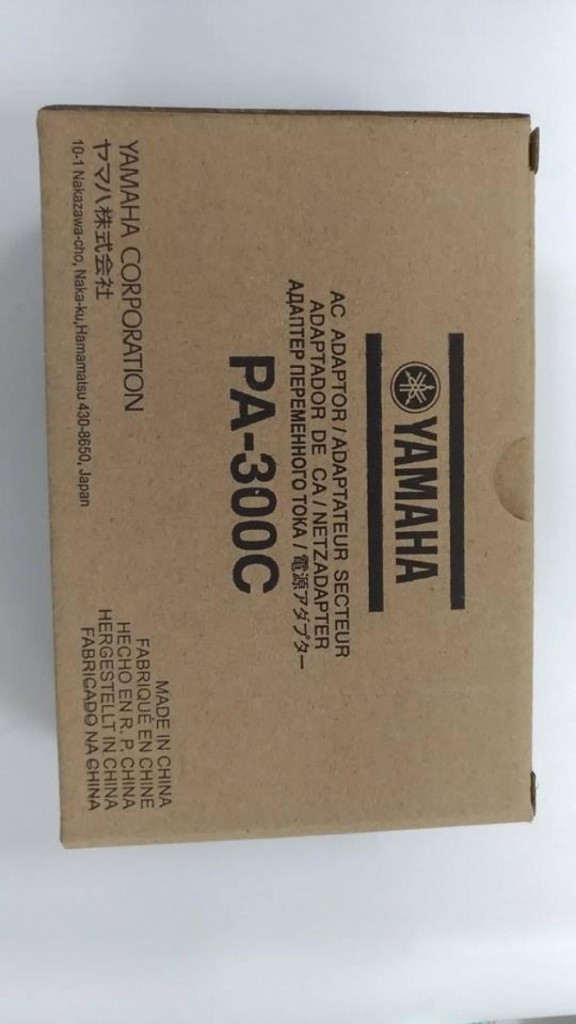 YAMAHA
AC ADAPTOR / ADAPTATEUR SECTEUR
ADAPTADOR DE CA / NETZADAPTER
АДАПТЕР ПЕРЕМЕННОГО ТОКА / 電源アダプター
PA-300C
YAMAHA CORPORATION
ヤマハ株式会社
10-1 Nakazawa-cho, Naka-ku,Hamamatsu 430-8650, Japan
MADE IN CHINA
FABRIQUÉ EN CHINE
HECHO EN R. P. CHINA
HERGESTELLT IN CHINA
FABRICADO NA CHINA